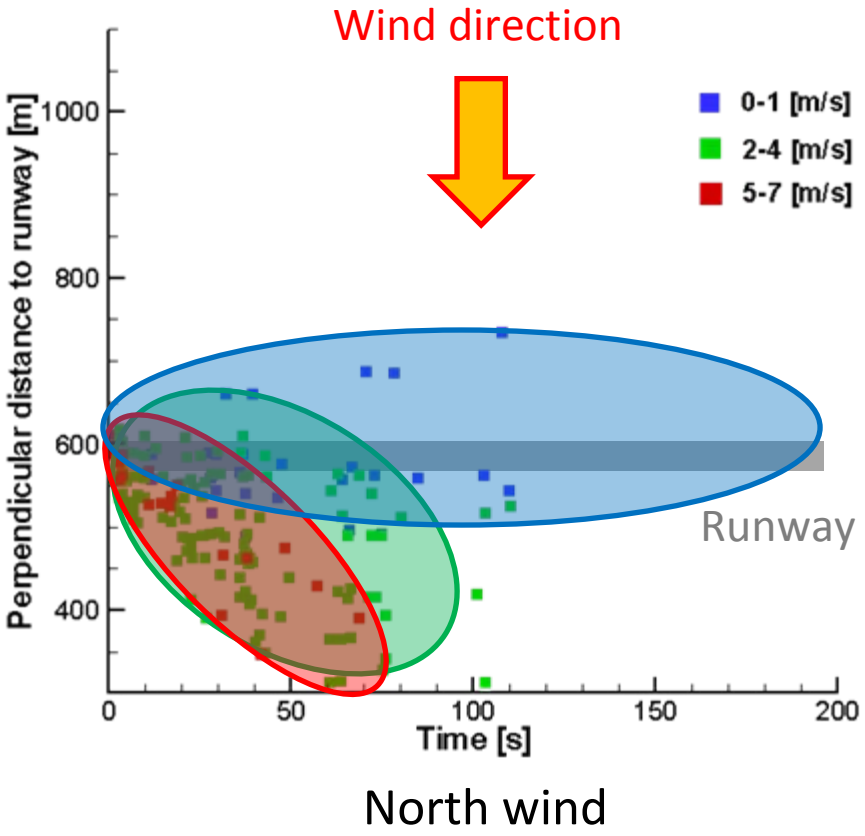 Wind direction
Perpendicular distance to runway [m]
1000
800
600
400
0-1 [m/s]
2-4 [m/s]
5-7 [m/s]
Runway
0 50 100 150 200
Time [s]
North wind